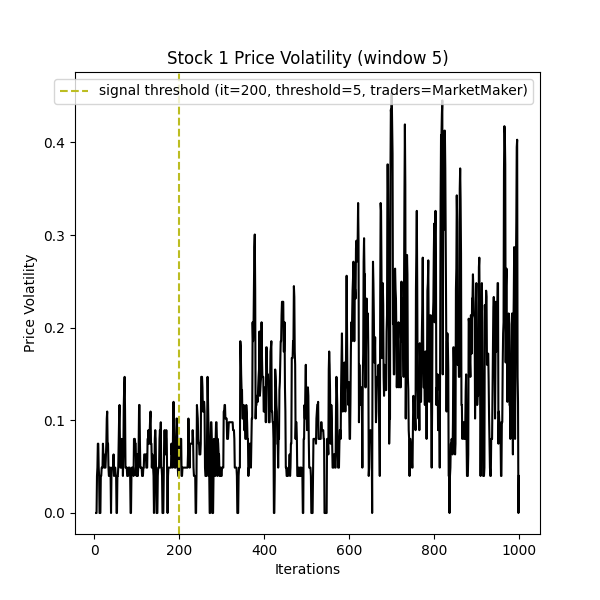 Stock 1 Price Volatility (window 5)
signal threshold (it=200, threshold=5, traders=MarketMaker)
0.4
0.3
0.2
0.1
0.0
Price Volatility
0 200 400 600 800 1000
Iterations